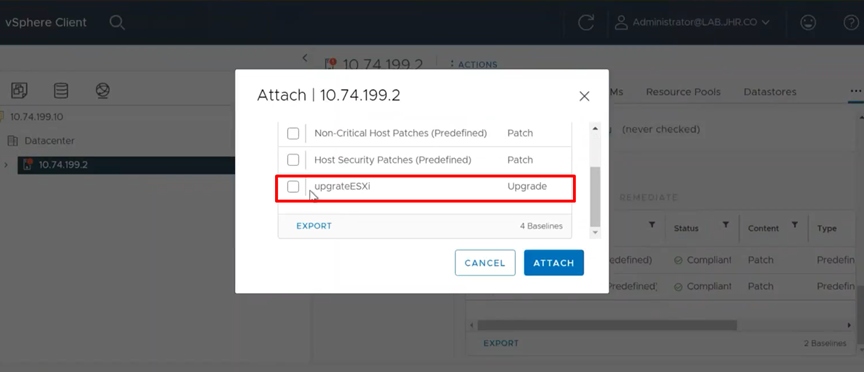 vSphere Client
Administrator@LAB.JHR.CO
10.74.199.2
ACTIONS
Resource Pools
Datastores
10.74.199.10
Datacenter
10.74.199.2
(never checked)
REMEDIATE
Status
Content
Type
Compliant
Patch
Predefin
Compliant
Patch
Predefin
EXPORT
2 Baselines
Attach | 10.74.199.2
Non-Critical Host Patches (Predefined) Patch
Host Security Patches (Predefined) Patch
upgrateESXi Upgrade
EXPORT
4 Baselines
CANCEL
ATTACH